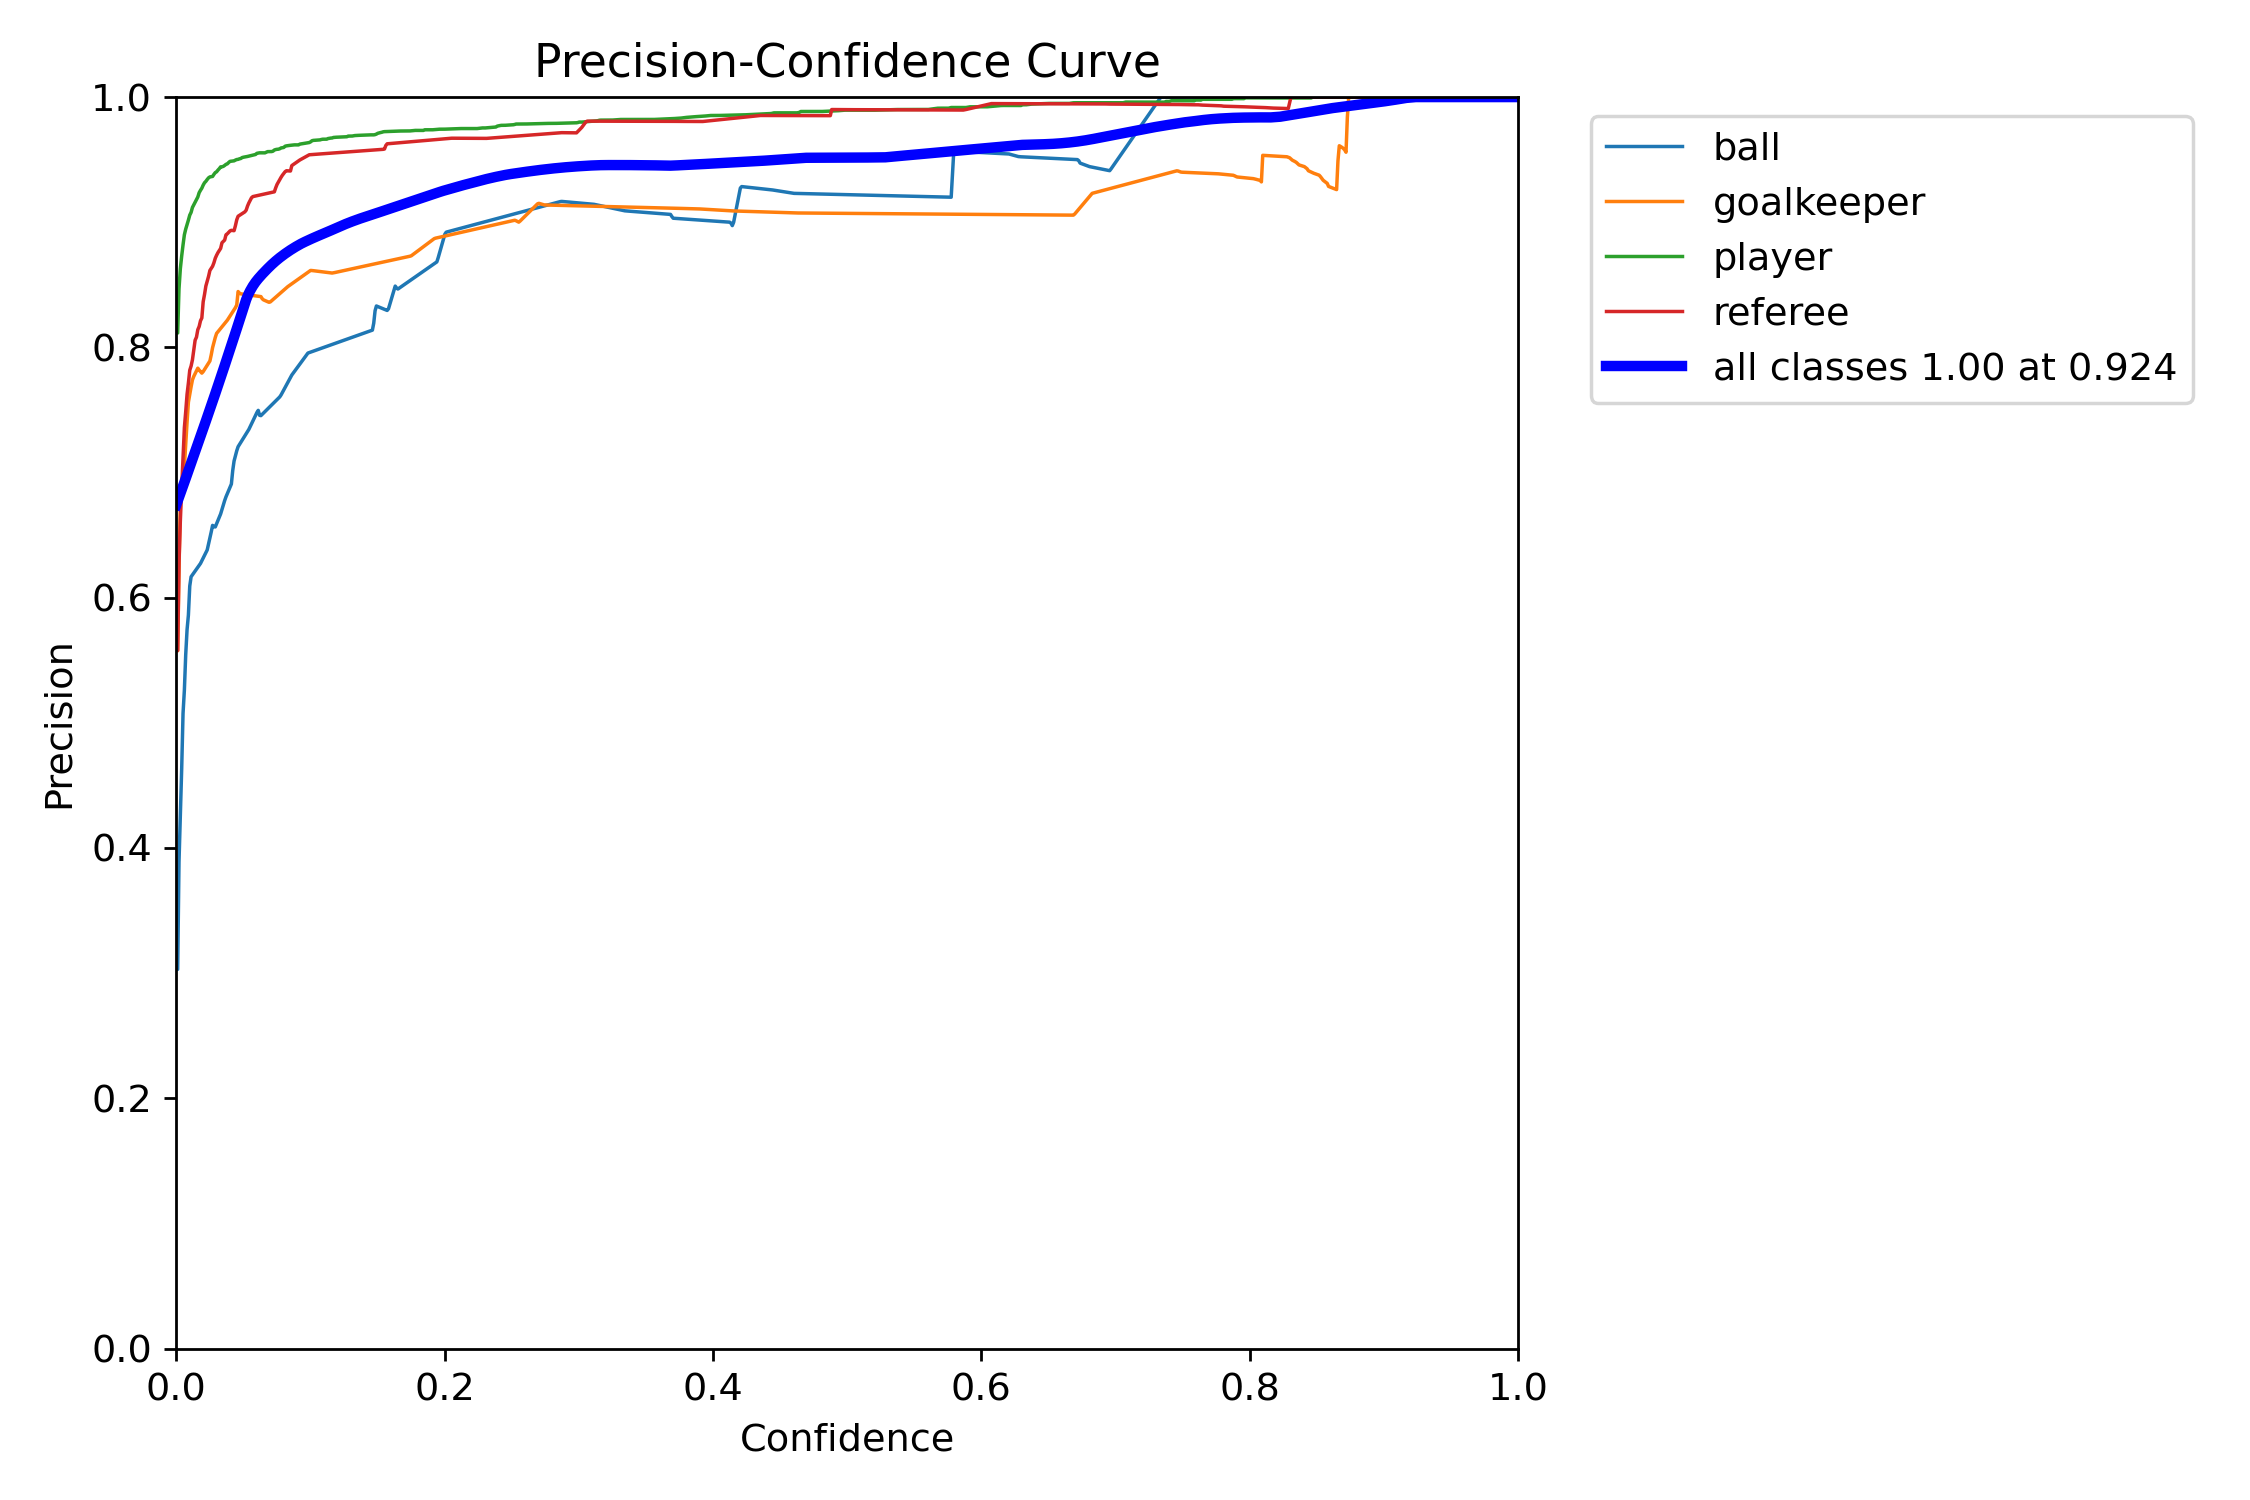 Precision-Confidence Curve
1.0
0.8
0.6
0.4
0.2
0.0
Precision
0.0 0.2 0.4 0.6 0.8 1.0
Confidence
ball
goalkeeper
player
referee
all classes 1.00 at 0.924